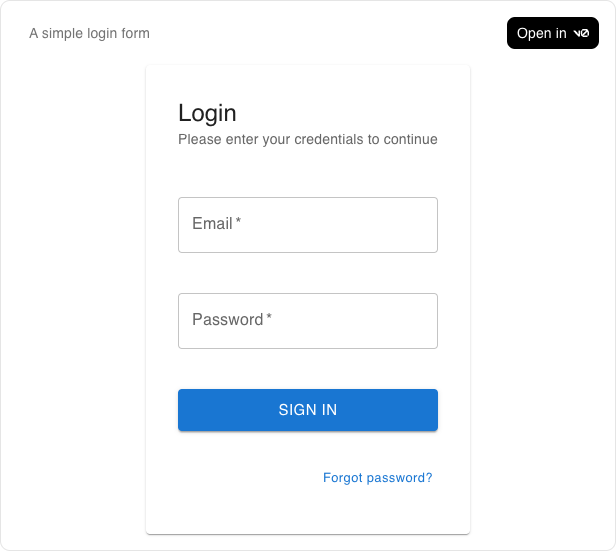 A simple login form
Open in v0
Login
Please enter your credentials to continue
Email *
Password *
SIGN IN
Forgot password?